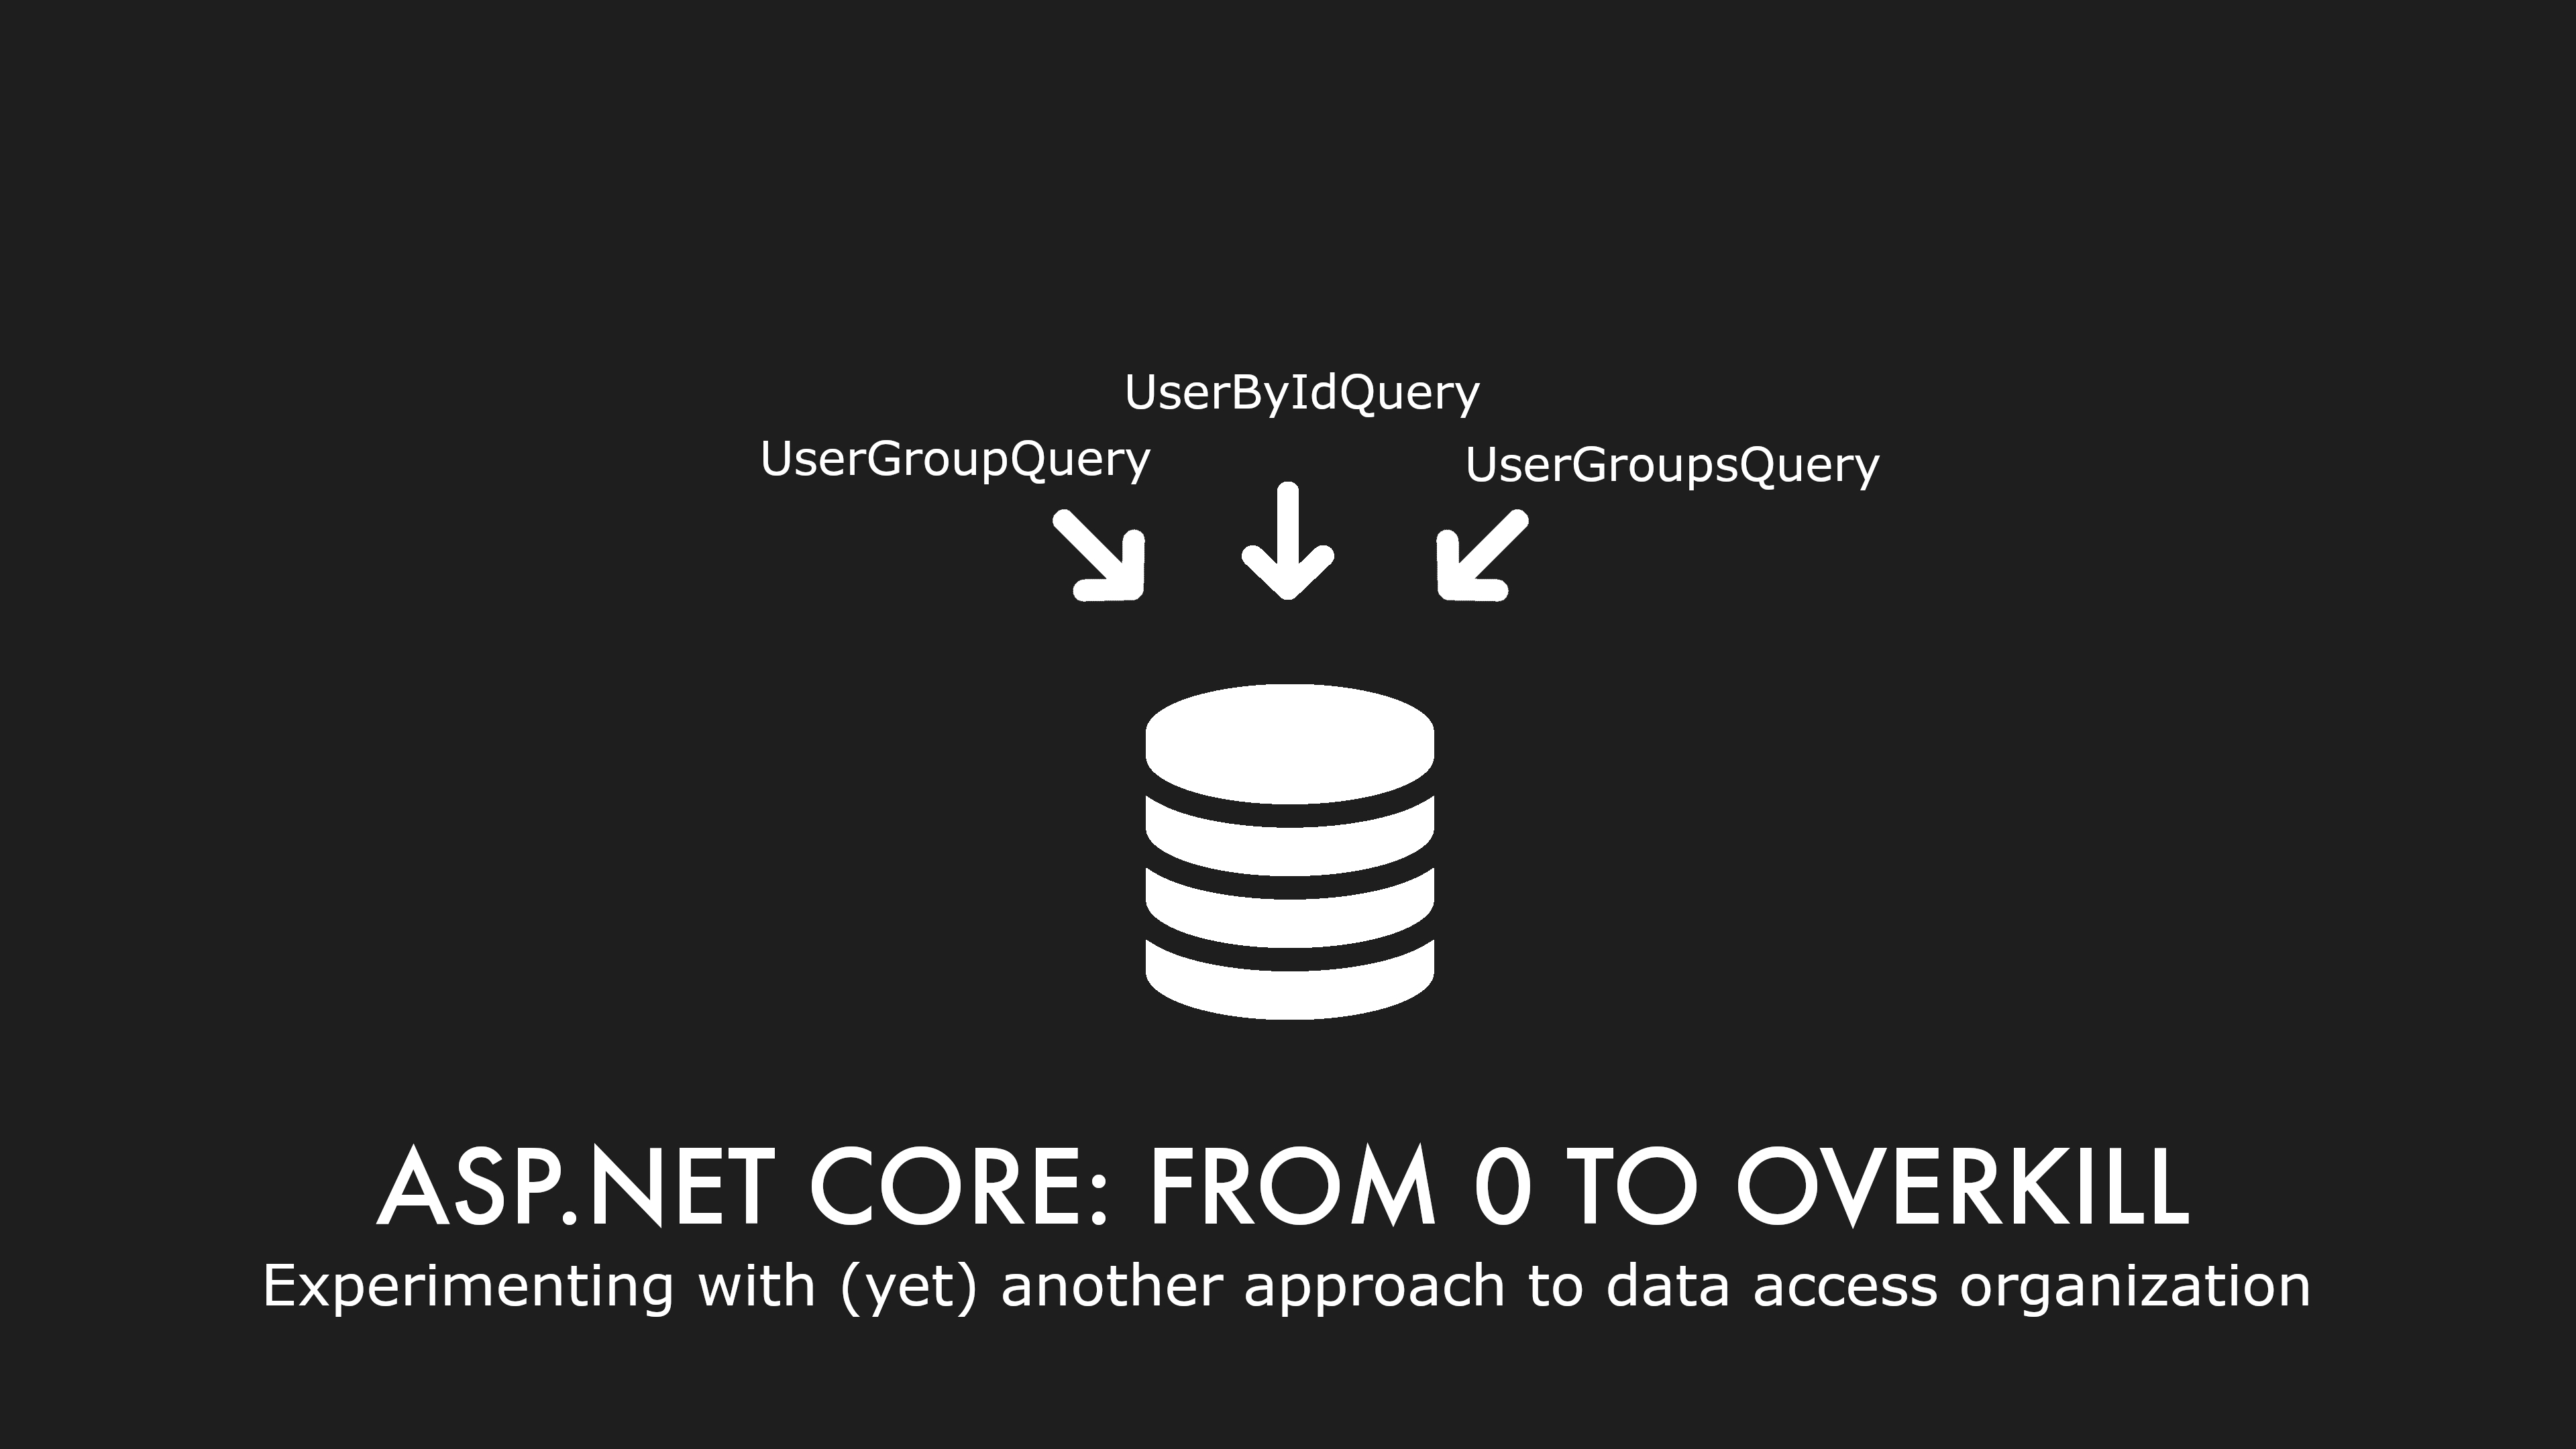 UserByIdQuery
UserGroupQuery
UserGroupsQuery
ASP.NET CORE: FROM 0 TO OVERKILL
Experimenting with (yet) another approach to data access organization